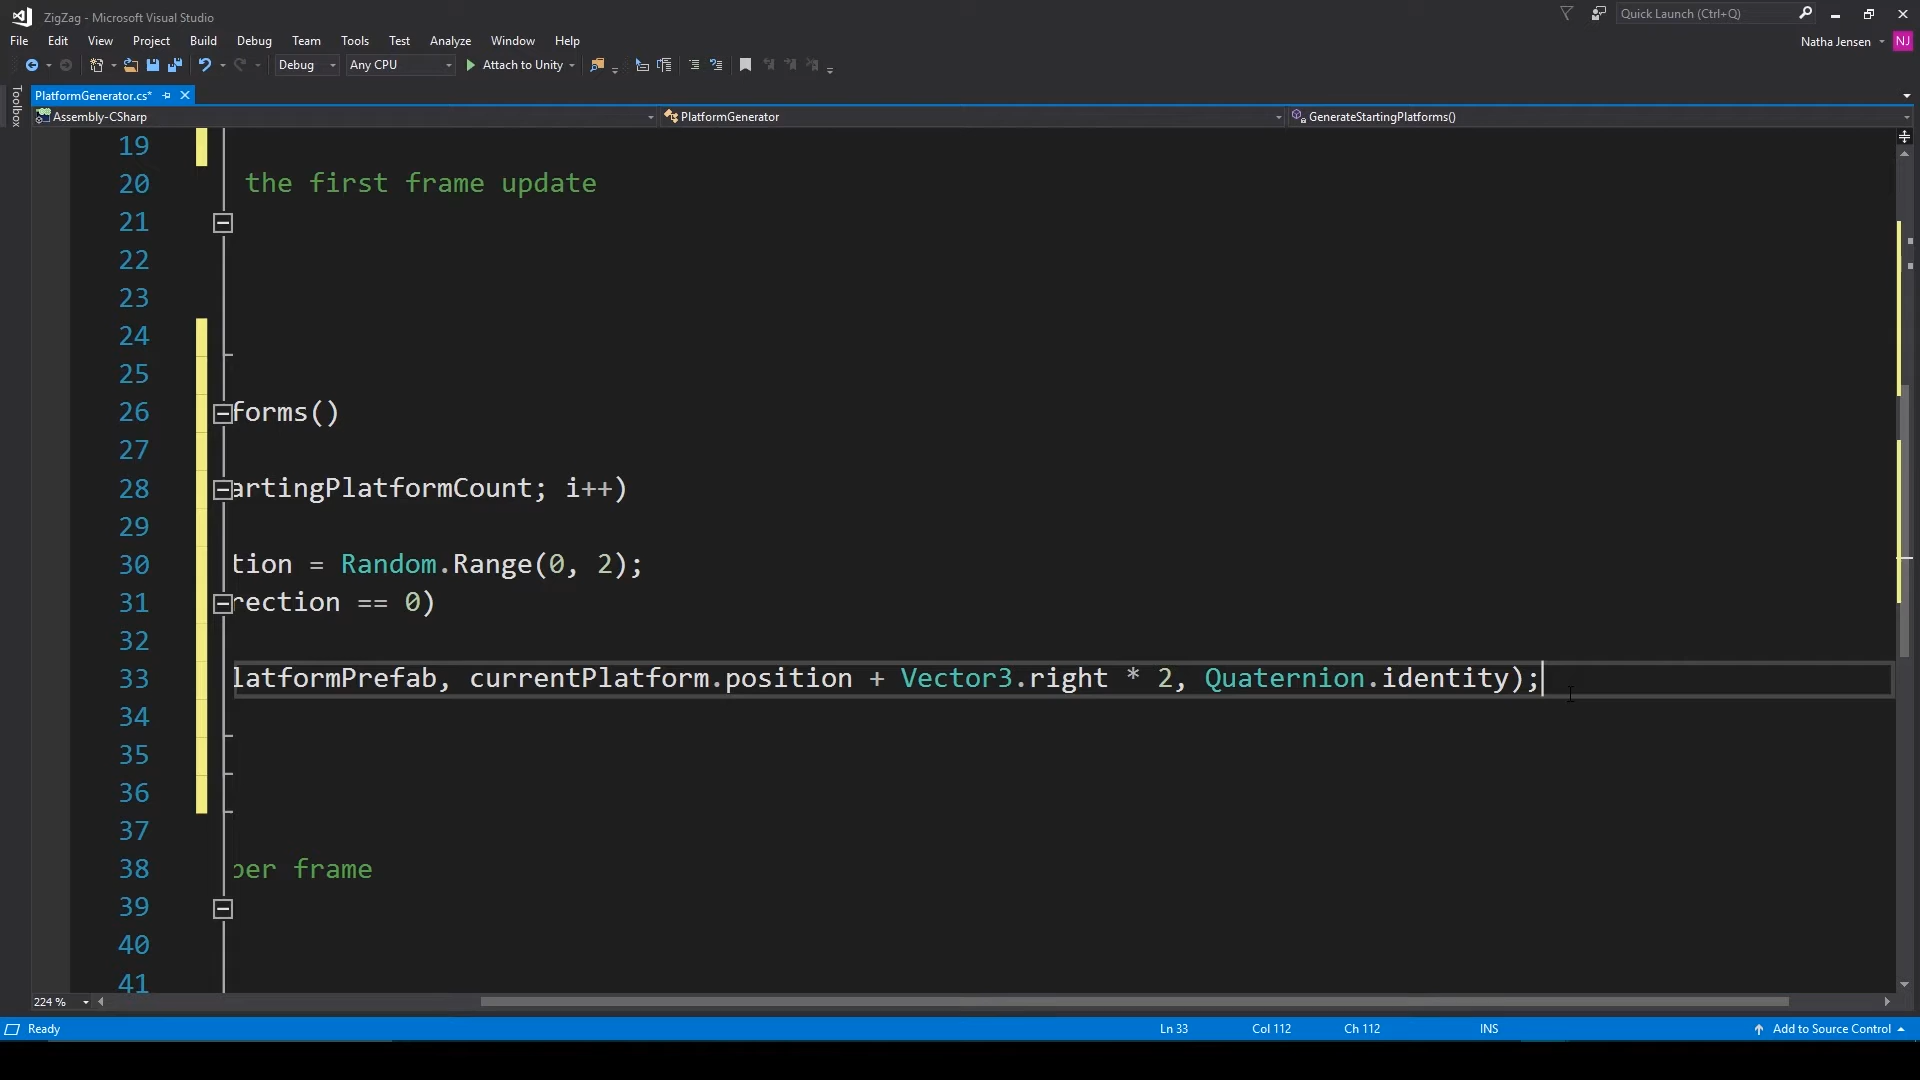 ZigZag - Microsoft Visual Studio
Quick Launch (Ctrl+Q)
File Edit View Project Build Debug Team Tools Test Analyze Window Help
Natha Jensen NJ
Debug Any CPU Attach to Unity
Toolbox
PlatformGenerator.cs*
Assembly-CSharp PlatformGenerator GenerateStartingPlatforms()
19
20 the first frame update
21
22
23
24
25
26 forms()
27
28 artingPlatformCount; i++)
29
30 tion = Random.Range(0, 2);
31 rection == 0)
32
33 latformPrefab, currentPlatform.position + Vector3.right * 2, Quaternion.identity);
34
35
36
37
38 per frame
39
40
41
224 %
Ready Ln 33 Col 112 Ch 112 INS Add to Source Control